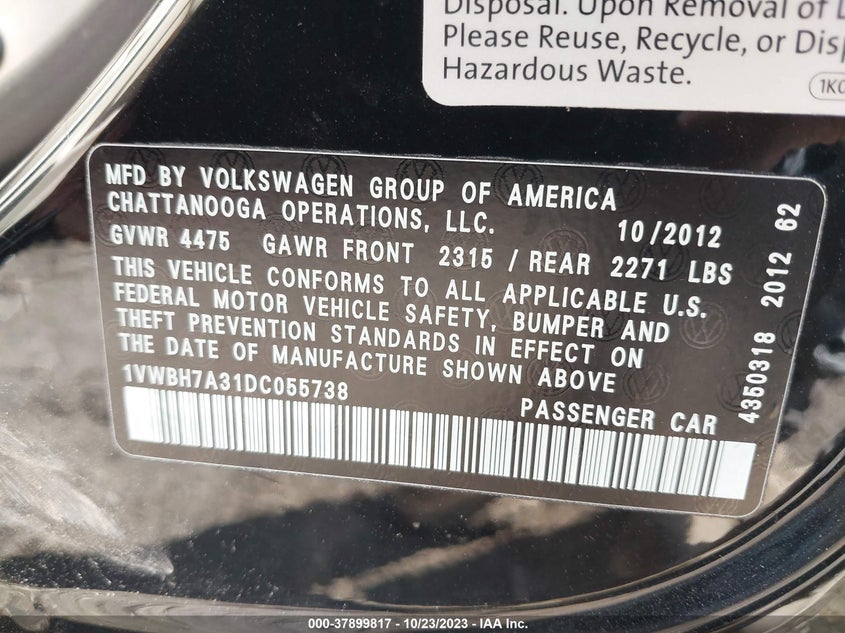 Disposal. Upon Removal of
Please Reuse, Recycle, or
Hazardous Waste.
MFD BY VOLKSWAGEN GROUP OF AMERICA
CHATTANOOGA OPERATIONS, LLC.
10/2012
GVWR 4475 GAWR FRONT 2315 / REAR 2271 LBS
THIS VEHICLE CONFORMS TO ALL APPLICABLE U.S.
FEDERAL MOTOR VEHICLE SAFETY, BUMPER AND
THEFT PREVENTION STANDARDS IN EFFECT ON
THE DATE OF MANUFACTURE SHOWN ABOVE
1VWBH7A31DC055738
PASSENGER CAR
4350318 2012 62
000-37899817 - 10/23/2023 - IAA Inc.